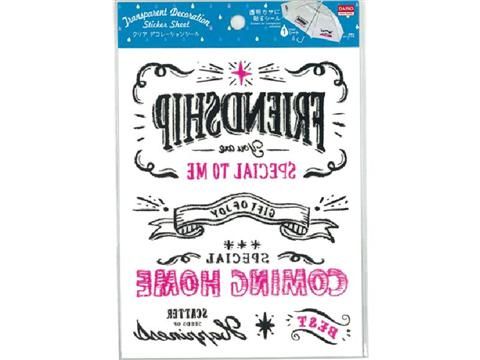 Transparent Decoration
Sticker Sheet
クリア デコレーションシール
透明カサに
貼るシール
DAISO
FRIENDSHIP
You are
SPECIAL TO ME
GIFT OF JOY
SPECIAL
COMING HOME
SCATTER
SEEDS OF
Happiness
BEST